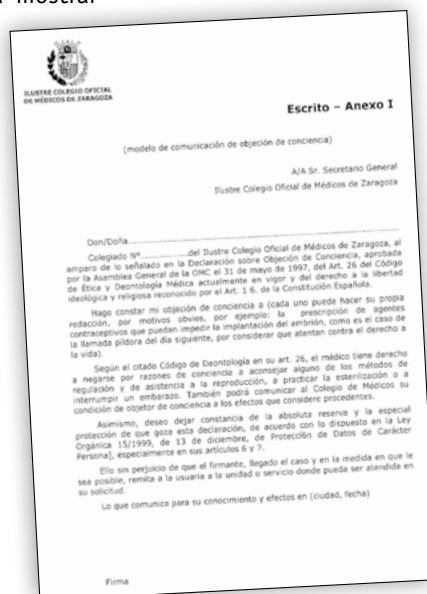 mostrar
ILUSTRE COLEGIO OFICIAL
DE MÉDICOS DE ZARAGOZA
Escrito – Anexo I
(modelo de comunicación de objeción de conciencia)
A/A Sr. Secretario General
Ilustre Colegio Oficial de Médicos de Zaragoza
Don/Doña..............................................................
Colegiado Nº................del Ilustre Colegio Oficial de Médicos de Zaragoza, al
amparo de lo señalado en la Declaración sobre Objeción de Conciencia, aprobada
por la Asamblea General de la OMC el 31 de mayo de 1997, del Art. 26 del Código
de Ética y Deontología Médica actualmente en vigor y del derecho a la libertad
ideológica y religiosa reconocido por el Art. 1 6. de la Constitución Española.
Hago constar mi objeción de conciencia a (cada uno puede hacer su propia
redacción, por motivos obvios, por ejemplo: la prescripción de agentes
contraceptivos que puedan impedir la implantación del embrión, como es el caso de
la llamada píldora del día siguiente, por considerar que atentan contra el derecho a
la vida).
Según el citado Código de Deontología en su art. 26, el médico tiene derecho
a negarse por razones de conciencia a aconsejar alguno de los métodos de
regulación y de asistencia a la reproducción, a practicar la esterilización o a
interrumpir un embarazo. También podrá comunicar al Colegio de Médicos su
condición de objetor de conciencia a los efectos que considere procedentes.
Asimismo, deseo dejar constancia de la absoluta reserva y la especial
protección de que goza esta declaración, de acuerdo con lo dispuesto en la Ley
Orgánica 15/1999, de 13 de diciembre, de Protección de Datos de Carácter
Persona], especialmente en sus artículos 6 y 7.
Ello sin perjuicio de que el firmante, llegado el caso y en la medida en que le
sea posible, remita a la usuaria a la unidad o servicio donde pueda ser atendida en
su solicitud.
Lo que comunico para su conocimiento y efectos en (ciudad, fecha)
Firma